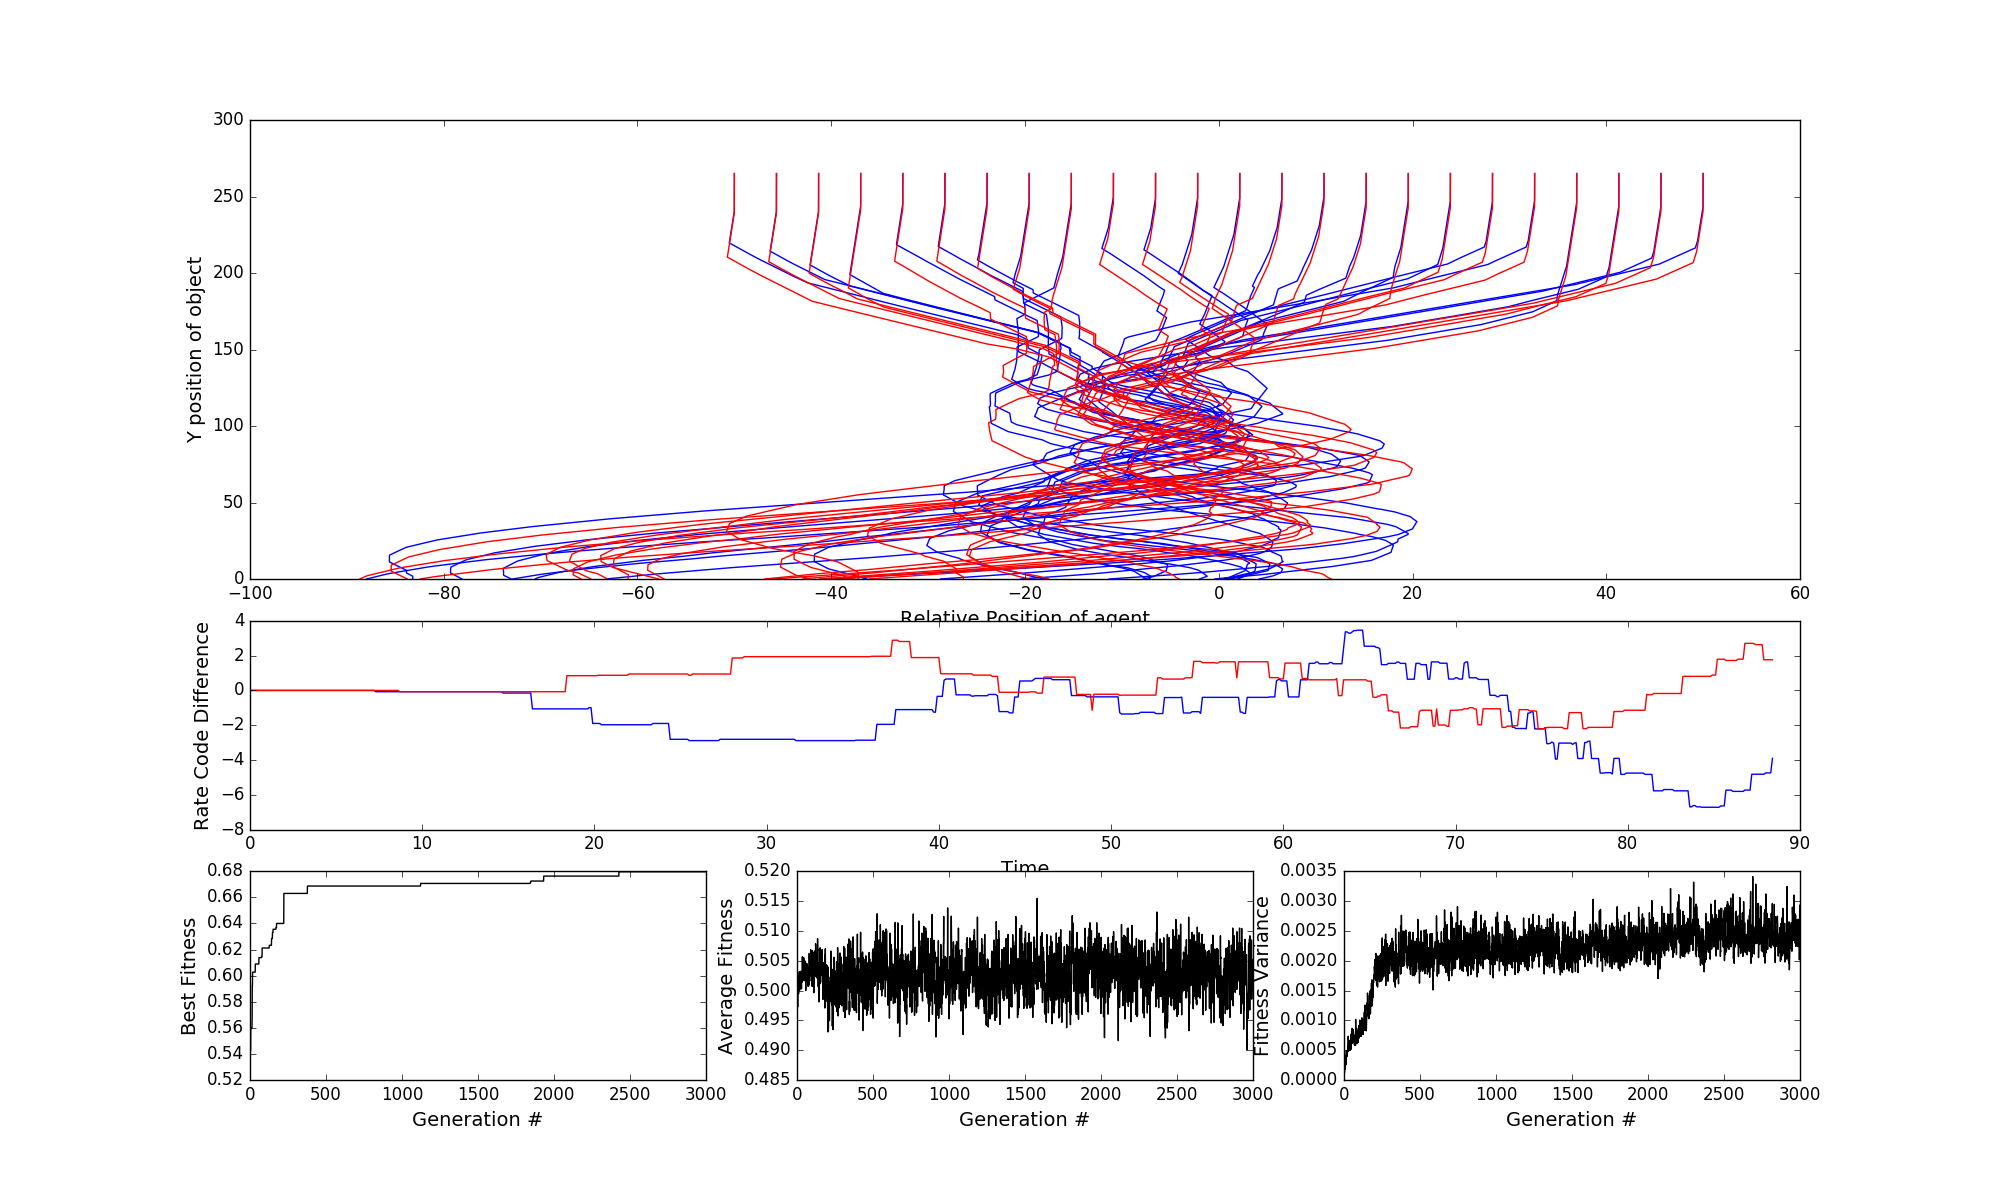 300
250
200
150
100
50
0
Y position of object
−100 −80 −60 −40 −20 0 20 40 60
Relative Position of agent
4
2
0
−2
−4
−6
−8
Rate Code Difference
0 10 20 30 40 50 60 70 80 90
Time
0.68
0.66
0.64
0.62
0.60
0.58
0.56
0.54
0.52
Best Fitness
0 500 1000 1500 2000 2500 3000
Generation #
0.520
0.515
0.510
0.505
0.500
0.495
0.490
0.485
Average Fitness
0 500 1000 1500 2000 2500 3000
Generation #
0.0035
0.0030
0.0025
0.0020
0.0015
0.0010
0.0005
0.0000
Fitness Variance
0 500 1000 1500 2000 2500 3000
Generation #